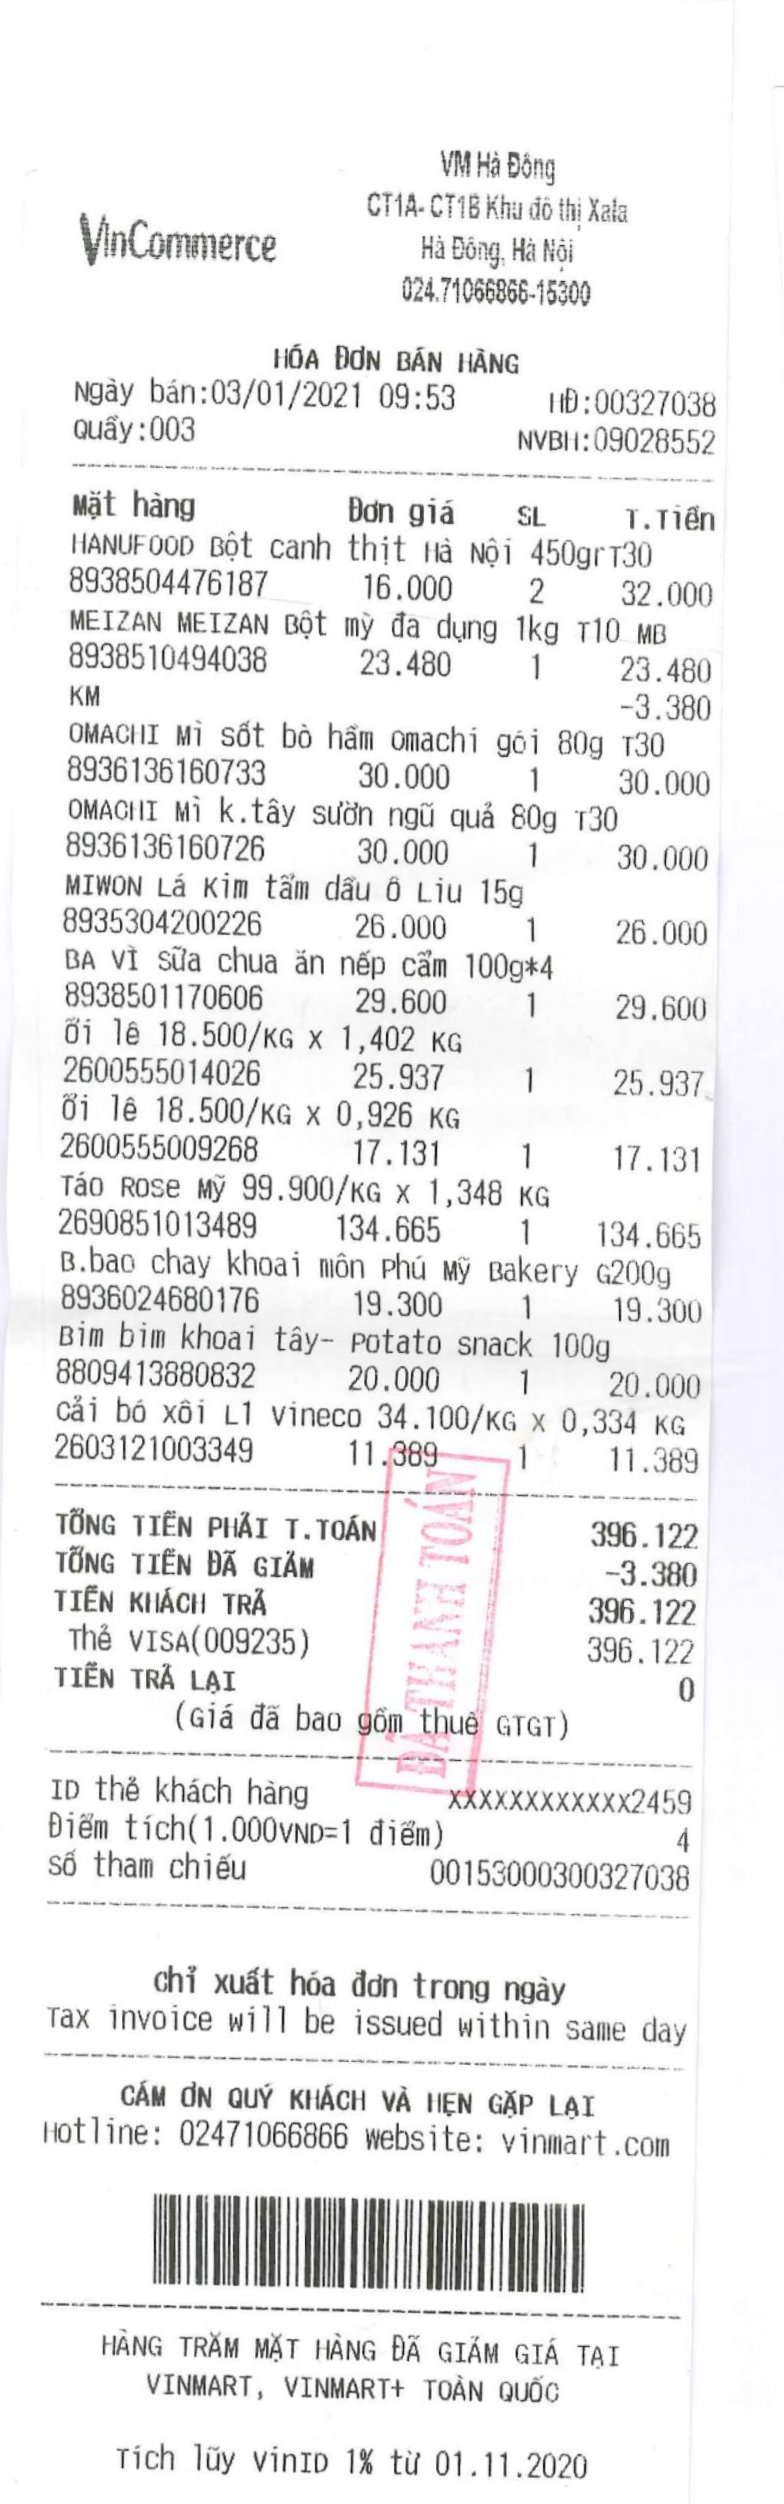 VinCommerce
VM Hà Đông
CT1A- CT1B Khu đô thị Xala
Hà Đông, Hà Nội
024.71066866-15300
HÓA ĐƠN BÁN HÀNG
Ngày bán:03/01/2021 09:53 HĐ:00327038
Quầy:003 NVBH:09028552
Mặt hàng Đơn giá SL T.Tiền
HANUFOOD Bột canh thịt Hà Nội 450grT30
8938504476187 16.000 2 32.000
MEIZAN MEIZAN Bột mỳ đa dụng 1kg T10 MB
8938510494038 23.480 1 23.480
KM -3.380
OMACHI Mì sốt bò hầm Omachi gói 80g T30
8936136160733 30.000 1 30.000
OMACHI Mì k.tây sườn ngũ quả 80g T30
8936136160726 30.000 1 30.000
MIWON Lá Kim tẩm dầu Ô Liu 15g
8935304200226 26.000 1 26.000
BA VÌ Sữa chua ăn nếp cẩm 100g*4
8938501170606 29.600 1 29.600
Ổi lê 18.500/KG X 1,402 KG
2600555014026 25.937 1 25.937
Ổi lê 18.500/KG X 0,926 KG
2600555009268 17.131 1 17.131
Táo Rose Mỹ 99.900/KG X 1,348 KG
2690851013489 134.665 1 134.665
B.bao chay khoai môn Phú Mỹ Bakery G200g
8936024680176 19.300 1 19.300
Bim bim khoai tây- Potato snack 100g
8809413880832 20.000 1 20.000
Cải bó xôi L1 Vineco 34.100/KG X 0,334 KG
2603121003349 11.389 1 11.389
TỔNG TIỀN PHẢI T.TOÁN 396.122
TỔNG TIỀN ĐÃ GIẢM -3.380
TIỀN KHÁCH TRẢ 396.122
Thẻ VISA(009235) 396.122
TIỀN TRẢ LẠI 0
(Giá đã bao gồm thuế GTGT)
ĐÃ THANH TOÁN
ID thẻ khách hàng XXXXXXXXXXXX2459
Điểm tích(1.000VND=1 điểm) 4
Số tham chiếu 00153000300327038
Chỉ xuất hóa đơn trong ngày
Tax invoice will be issued within same day
CẢM ƠN QUÝ KHÁCH VÀ HẸN GẶP LẠI
Hotline: 02471066866 Website: vinmart.com
HÀNG TRĂM MẶT HÀNG ĐÃ GIẢM GIÁ TẠI
VINMART, VINMART+ TOÀN QUỐC
Tích lũy VinID 1% từ 01.11.2020